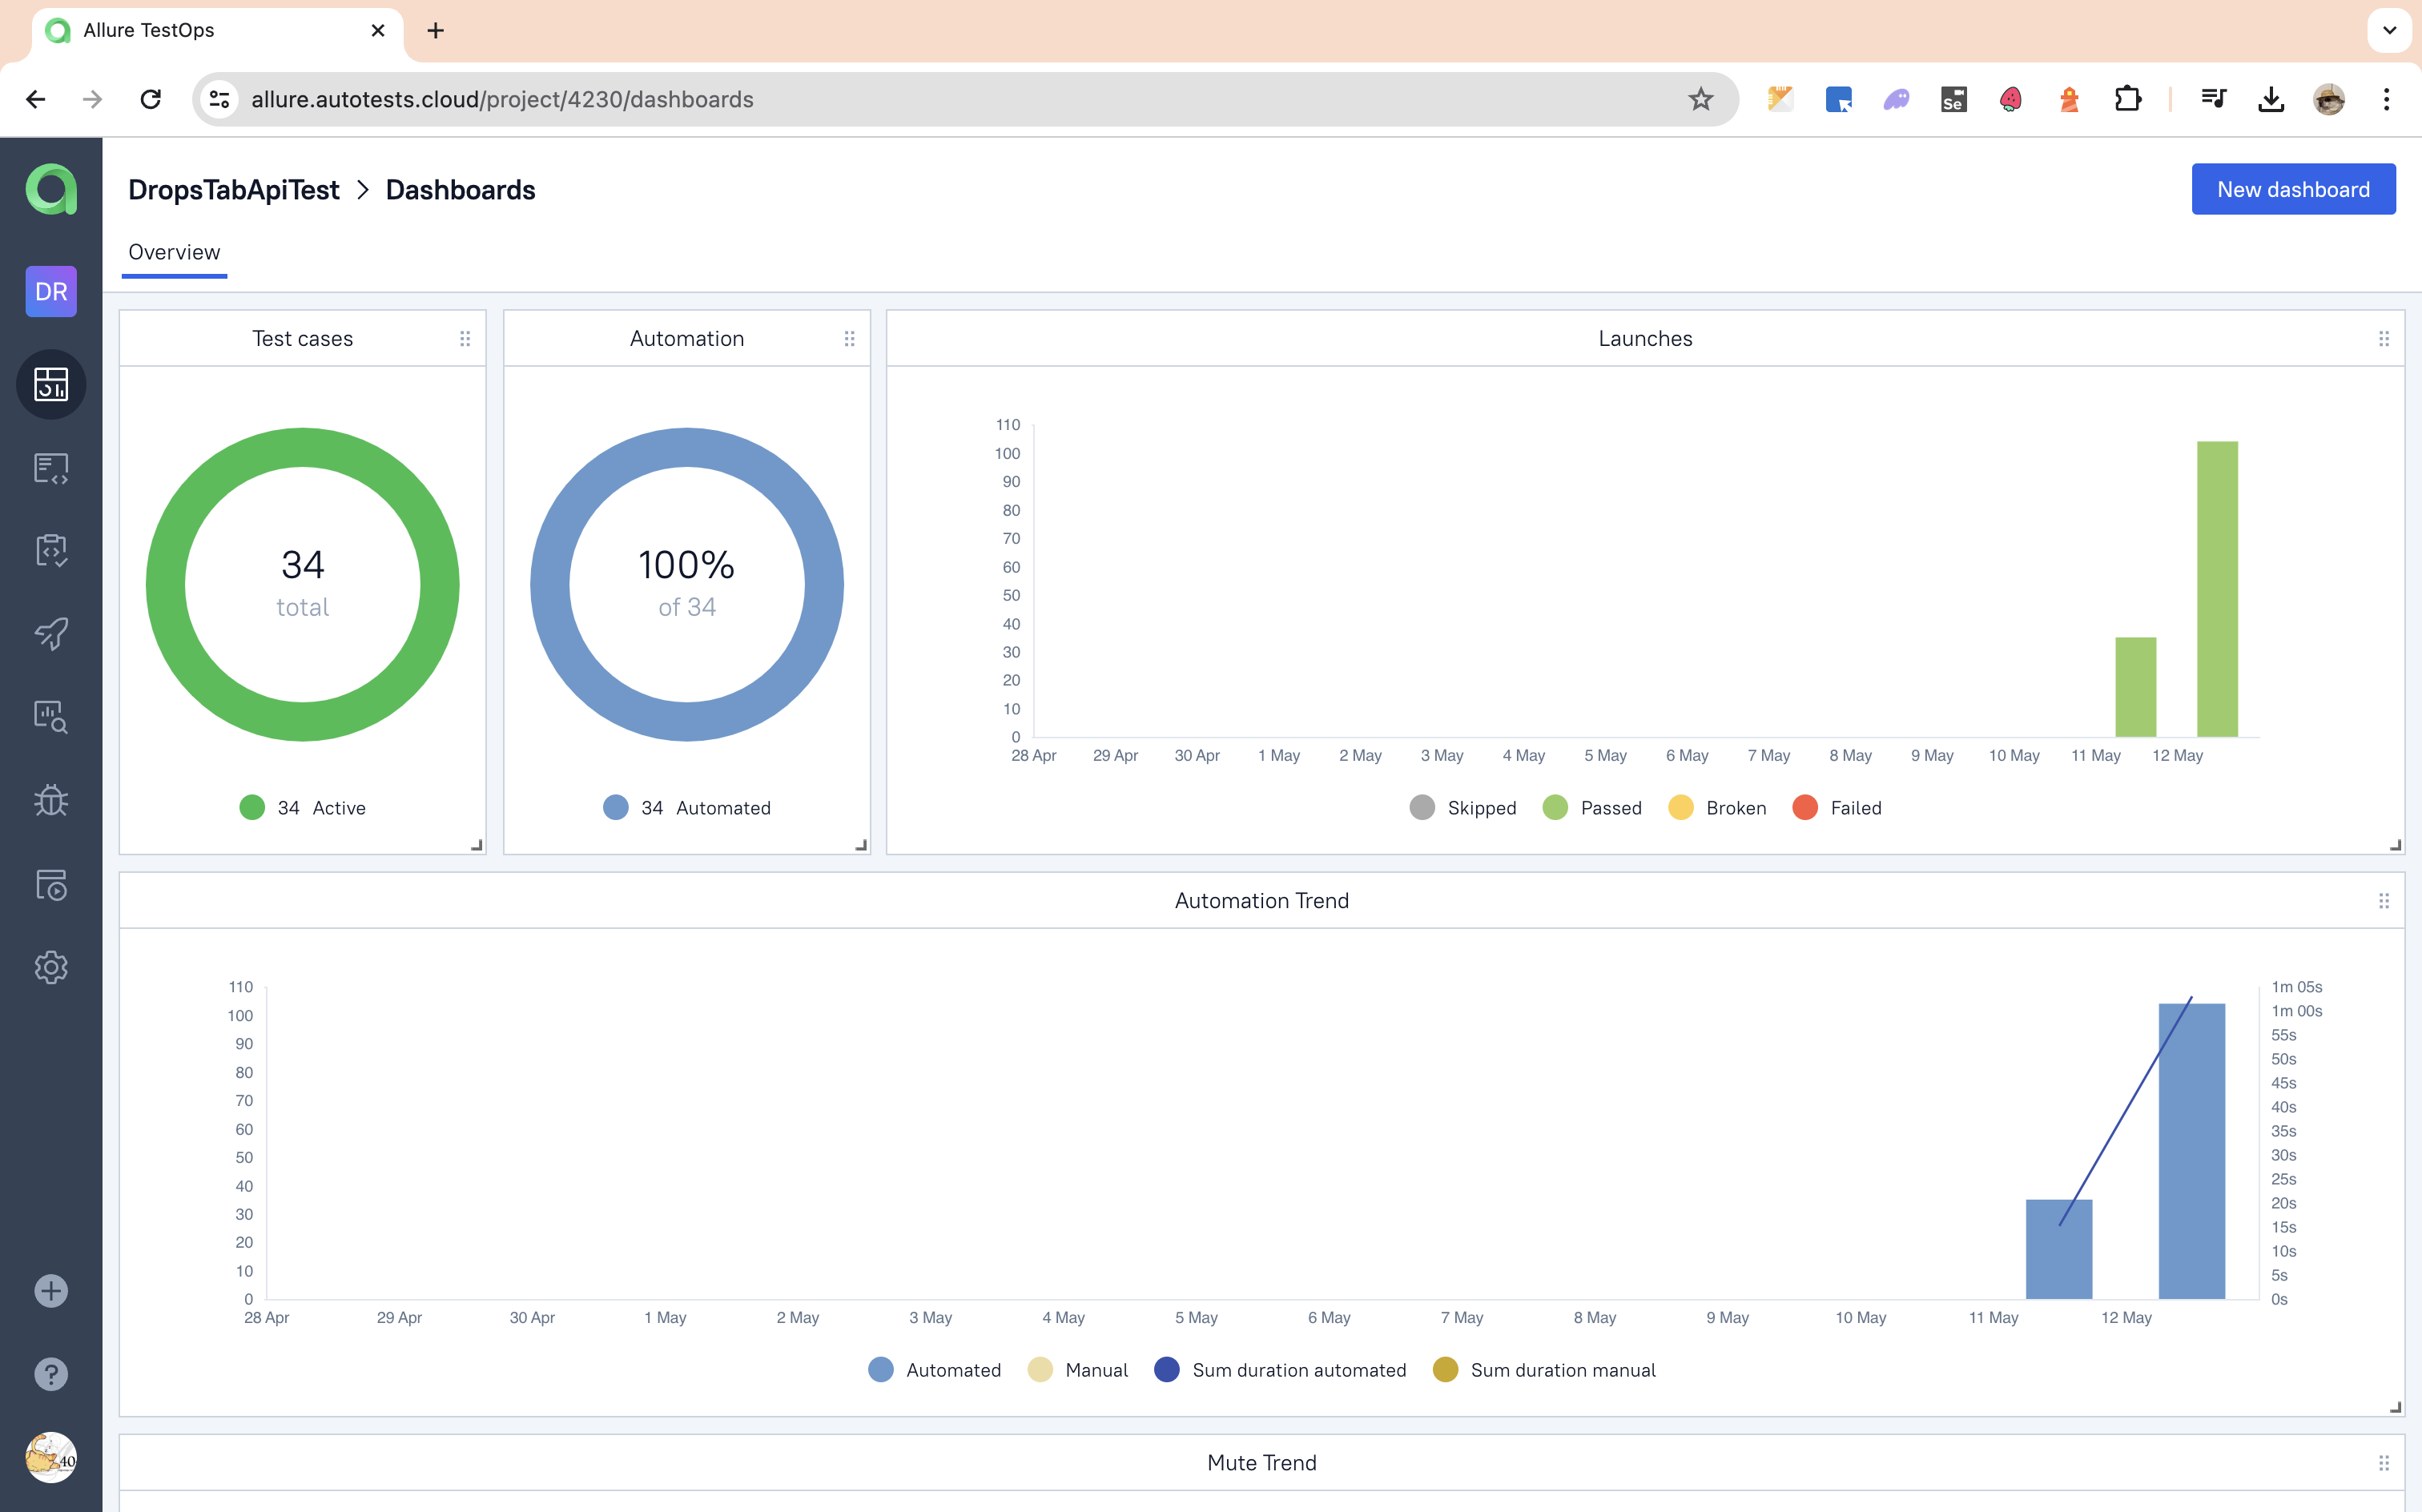 Allure TestOps
allure.autotests.cloud/project/4230/dashboards
Se
DropsTabApiTest > Dashboards
New dashboard
Overview
DR
Test cases
34
total
34 Active
Automation
100%
of 34
34 Automated
Launches
110
100
90
80
70
60
50
40
30
20
10
0
28 Apr 29 Apr 30 Apr 1 May 2 May 3 May 4 May 5 May 6 May 7 May 8 May 9 May 10 May 11 May 12 May
Skipped Passed Broken Failed
Automation Trend
110
100
90
80
70
60
50
40
30
20
10
0
1m 05s
1m 00s
55s
50s
45s
40s
35s
30s
25s
20s
15s
10s
5s
0s
28 Apr 29 Apr 30 Apr 1 May 2 May 3 May 4 May 5 May 6 May 7 May 8 May 9 May 10 May 11 May 12 May
Automated Manual Sum duration automated Sum duration manual
40
Mute Trend